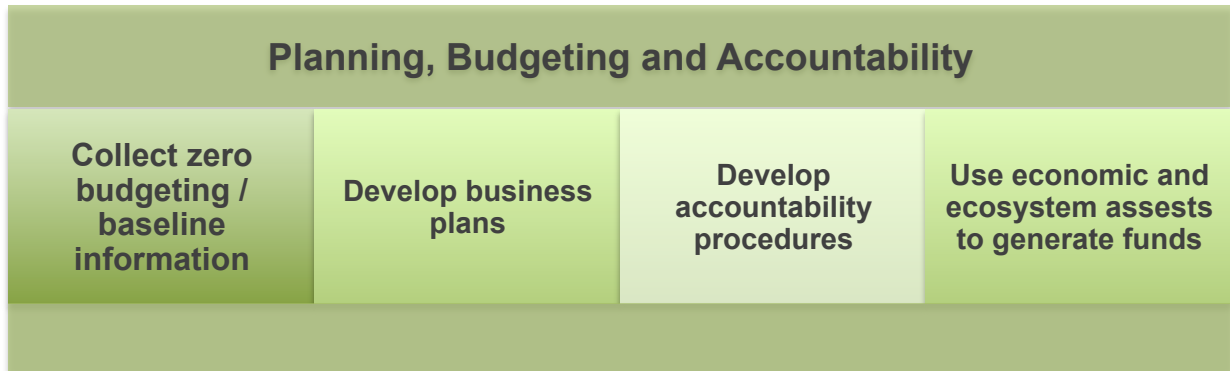 Planning, Budgeting and Accountability
Collect zero
budgeting /
baseline
information
Develop business
plans
Develop
accountability
procedures
Use economic and
ecosystem assests
to generate funds